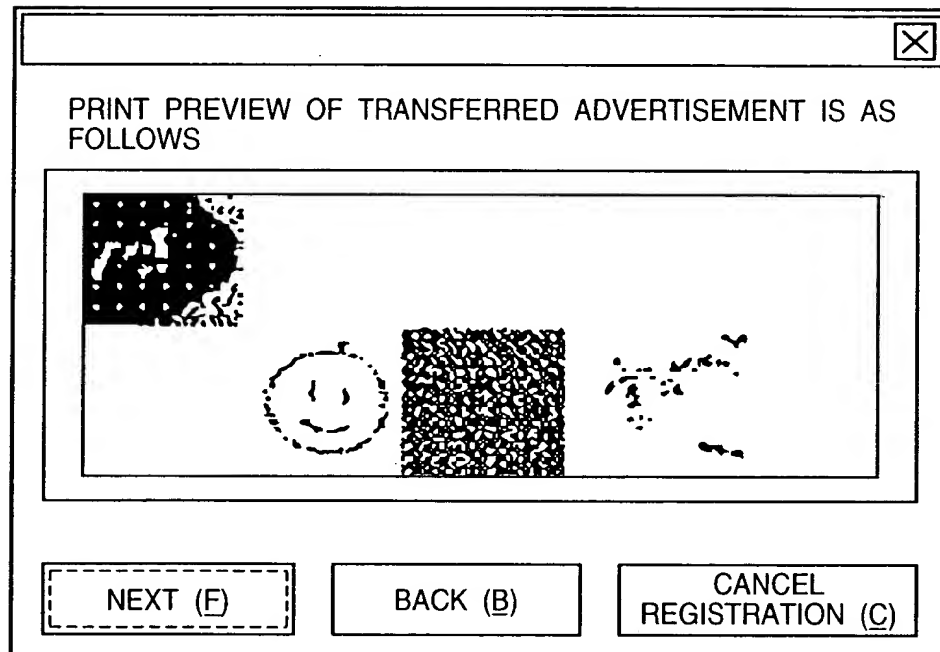 PRINT PREVIEW OF TRANSFERRED ADVERTISEMENT IS AS
FOLLOWS
NEXT (F)
BACK (B)
CANCEL
REGISTRATION (C)